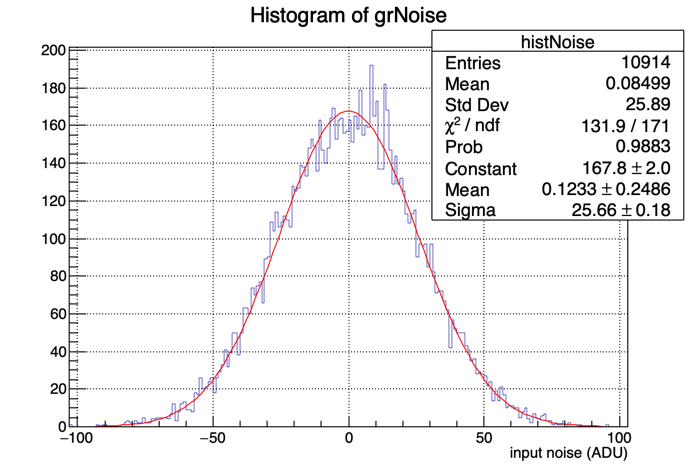 Histogram of grNoise
histNoise
Entries 10914
Mean 0.08499
Std Dev 25.89
χ² / ndf 131.9 / 171
Prob 0.9883
Constant 167.8 ± 2.0
Mean 0.1233 ± 0.2486
Sigma 25.66 ± 0.18
200
180
160
140
120
100
80
60
40
20
0
−100 −50 0 50 100
input noise (ADU)